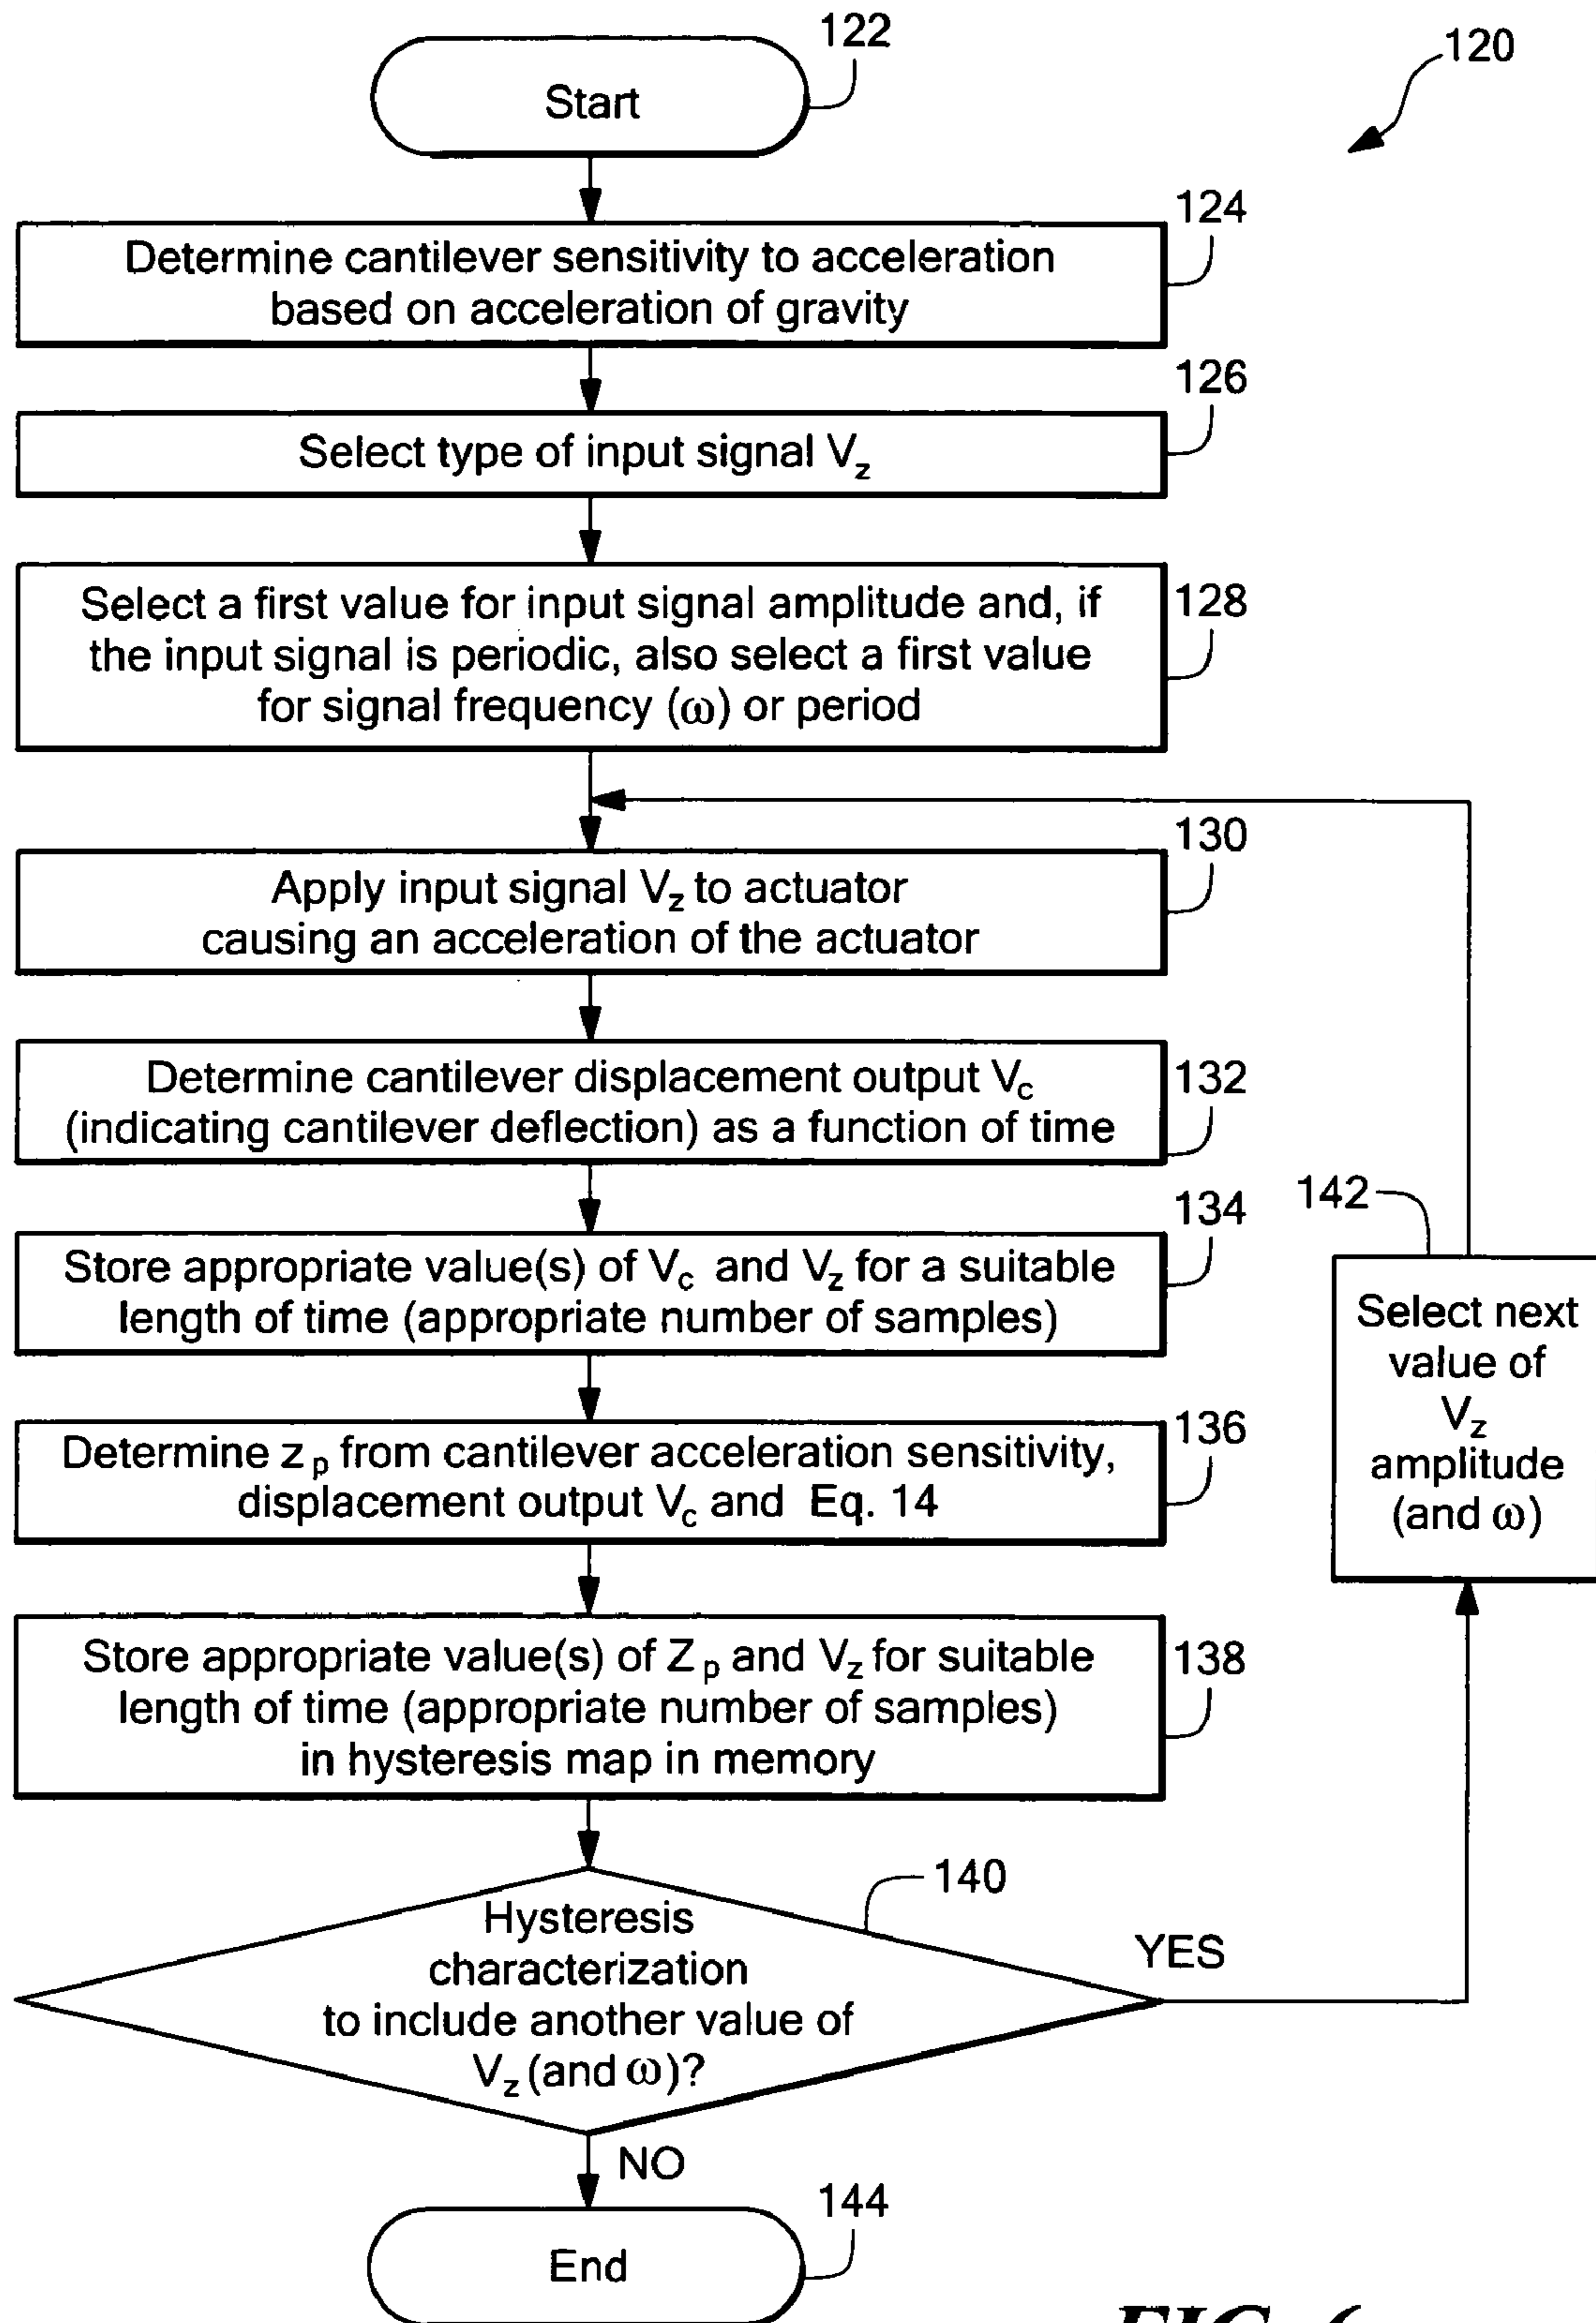 122
120
Start
124
Determine cantilever sensitivity to acceleration
based on acceleration of gravity
126
Select type of input signal Vz
128
Select a first value for input signal amplitude and, if
the input signal is periodic, also select a first value
for signal frequency (ω) or period
130
Apply input signal Vz to actuator
causing an acceleration of the actuator
132
Determine cantilever displacement output Vc
(indicating cantilever deflection) as a function of time
134
Store appropriate value(s) of Vc and Vz for a suitable
length of time (appropriate number of samples)
142
Select next
value of
Vz
amplitude
(and ω)
136
Determine zp from cantilever acceleration sensitivity,
displacement output Vc and Eq. 14
138
Store appropriate value(s) of Zp and Vz for suitable
length of time (appropriate number of samples)
in hysteresis map in memory
140
Hysteresis
characterization
to include another value of
Vz (and ω)?
YES
NO
144
End